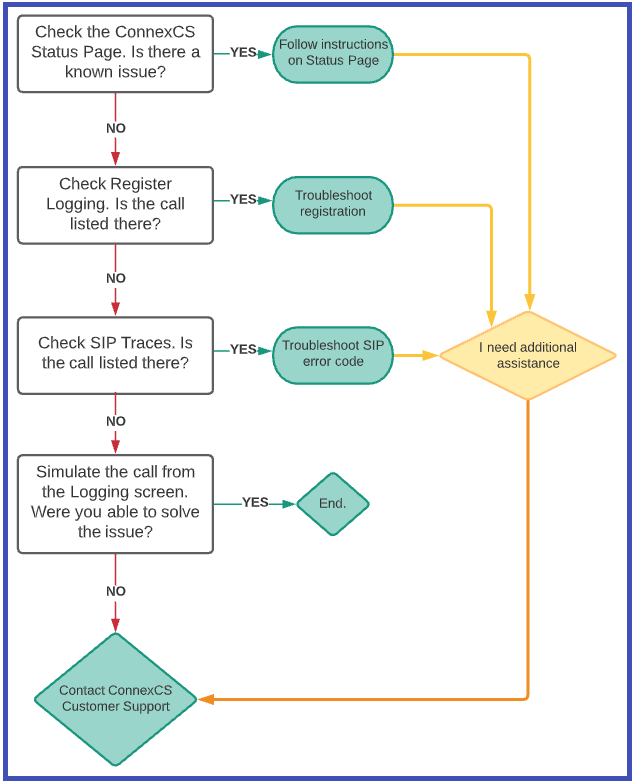 Check the ConnexCS
Status Page. Is there a
known issue?
YES
Follow instructions
on Status Page
NO
Check Register
Logging. Is the call
listed there?
YES
Troubleshoot
registration
NO
Check SIP Traces. Is
the call listed there?
YES
Troubleshoot SIP
error code
I need additional
assistance
NO
Simulate the call from
the Logging screen.
Were you able to solve
the issue?
YES
End.
NO
Contact ConnexCS
Customer Support